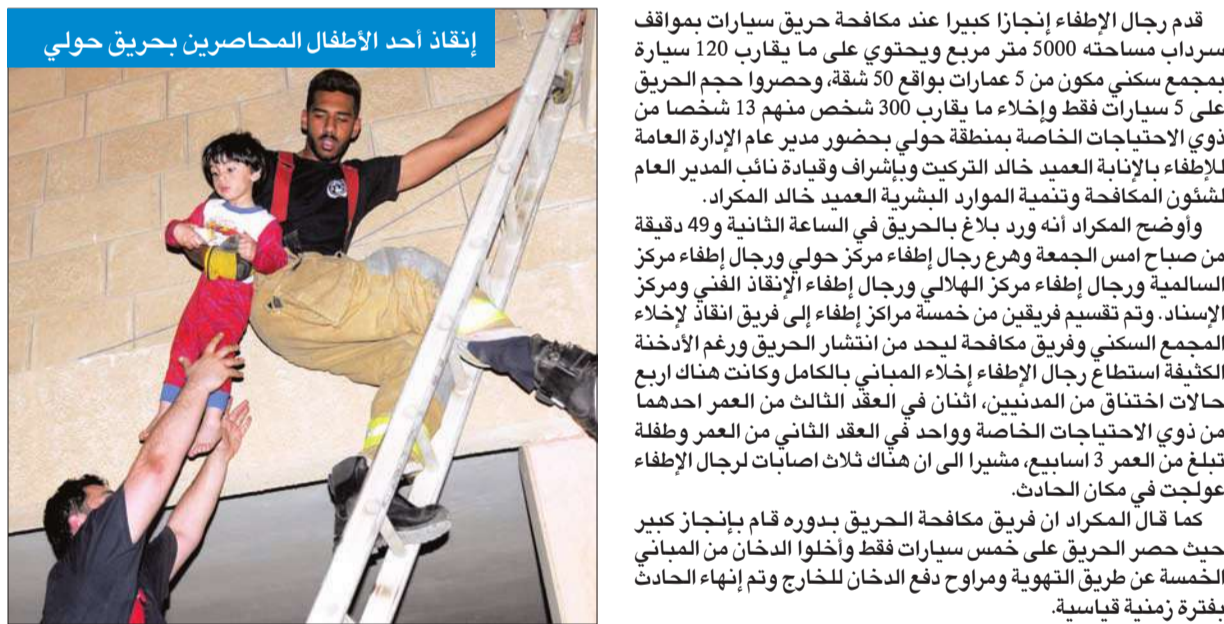 إنقاذ أحد الأطفال المحاصرين بحريق حولي
قدم رجال الإطفاء إنجازا كبيرا عند مكافحة حريق سيارات بمواقف
سرداب مساحته 5000 متر مربع ويحتوي على ما يقارب 120 سيارة
بمجمع سكني مكون من 5 عمارات بواقع 50 شقة، وحصروا حجم الحريق
على 5 سيارات فقط وإخلاء ما يقارب 300 شخص منهم 13 شخصا من
ذوي الاحتياجات الخاصة بمنطقة حولي بحضور مدير عام الإدارة العامة
للإطفاء بالإنابة العميد خالد التركيت وبإشراف وقيادة نائب المدير العام
لشئون المكافحة وتنمية الموارد البشرية العميد خالد المكراد.
وأوضح المكراد أنه ورد بلاغ بالحريق في الساعة الثانية و49 دقيقة
من صباح امس الجمعة وهرع رجال إطفاء مركز حولي ورجال إطفاء مركز
السالمية ورجال إطفاء مركز الهلالي ورجال إطفاء الإنقاذ الفني ومركز
الإسناد. وتم تقسيم فريقين من خمسة مراكز إطفاء إلى فريق انقاذ لإخلاء
المجمع السكني وفريق مكافحة ليحد من انتشار الحريق ورغم الأدخنة
الكثيفة استطاع رجال الإطفاء إخلاء المباني بالكامل وكانت هناك اربع
حالات اختناق من المدنيين، اثنان في العقد الثالث من العمر احدهما
من ذوي الاحتياجات الخاصة وواحد في العقد الثاني من العمر وطفلة
تبلغ من العمر 3 اسابيع، مشيرا الى ان هناك ثلاث اصابات لرجال الإطفاء
عولجت في مكان الحادث.
كما قال المكراد ان فريق مكافحة الحريق بدوره قام بإنجاز كبير
حيث حصر الحريق على خمس سيارات فقط وأخلوا الدخان من المباني
الخمسة عن طريق التهوية ومراوح دفع الدخان للخارج وتم إنهاء الحادث
بفترة زمنية قياسية.